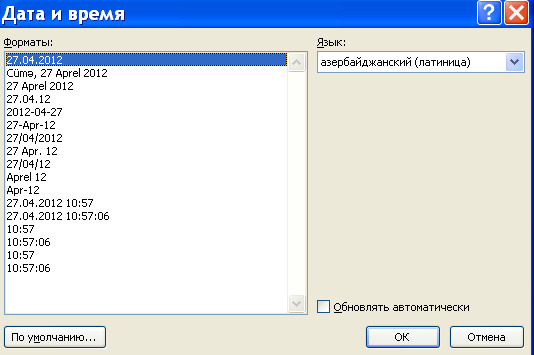 Дата и время
Форматы:
27.04.2012
Cümə, 27 Aprel 2012
27 Aprel 2012
27.04.12
2012-04-27
27-Apr-12
27/04/2012
27 Apr. 12
27/04/12
Aprel 12
Apr-12
27.04.2012 10:57
27.04.2012 10:57:06
10:57
10:57:06
10:57
10:57:06
Язык:
азербайджанский (латиница)
Обновлять автоматически
По умолчанию...
ОК
Отмена